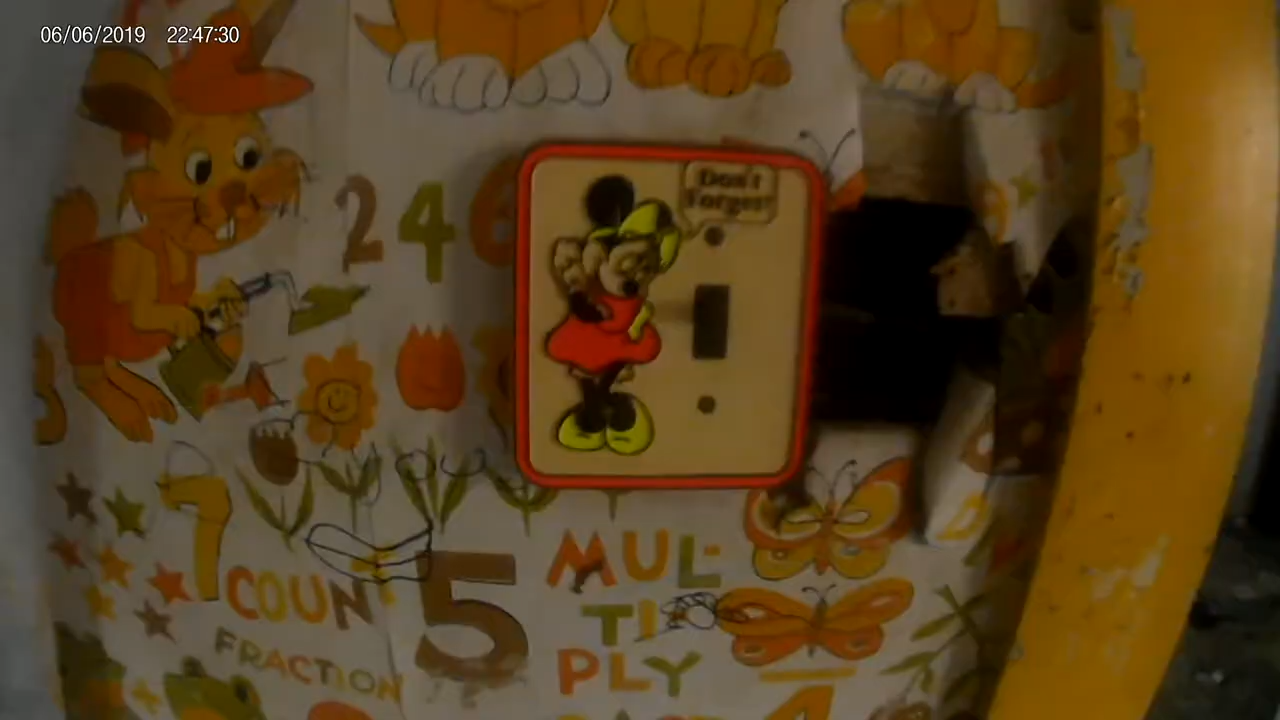 06/06/2019 22:47:30
Don't
Forget!
2 4 6
7
COUNT
5
MUL-
TI
PLY
FRACTION